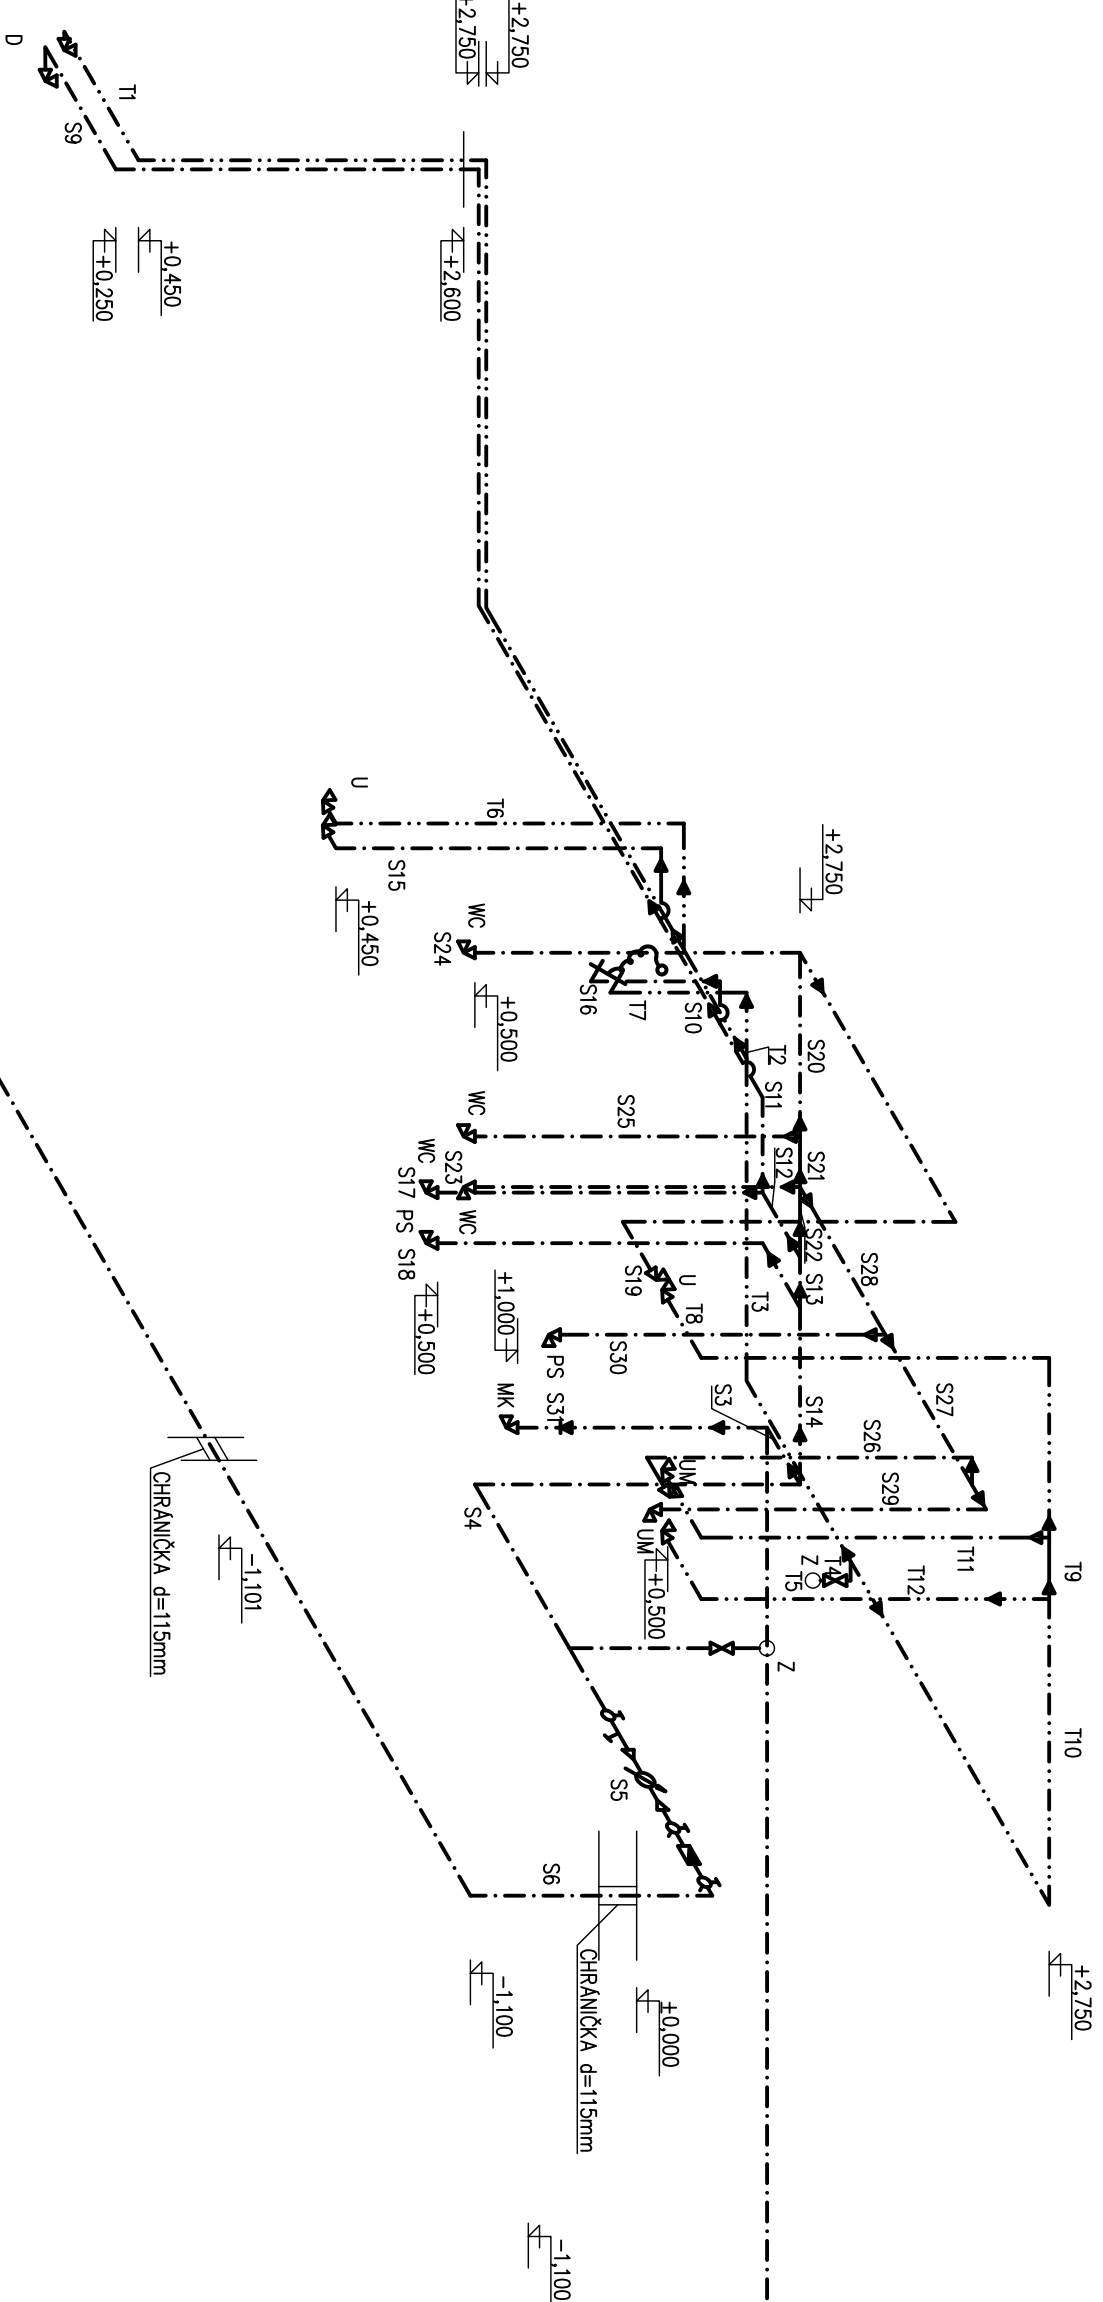 +2,750
+2,750
T1
S9
D
+0,450
+0,250
+2,600
+2,750
U
T6
S15
+0,450
WC
S24
+0,500
S16
T7
S10
T2
S11
S20
WC
S25
S12
S21
WC
S17
S23
WC
PS
S18
+0,500
S22
S13
S28
S19
U
T8
T3
+1,000
S30
PS
MK
S31
S3
S14
S27
S26
S29
UM
UM
+0,500
S4
T11
T4
Z
T5
T12
T9
T10
Z
S5
S6
CHRÁNIČKA d=115mm
-1,101
CHRÁNIČKA d=115mm
-1,100
±0,000
+2,750
-1,100